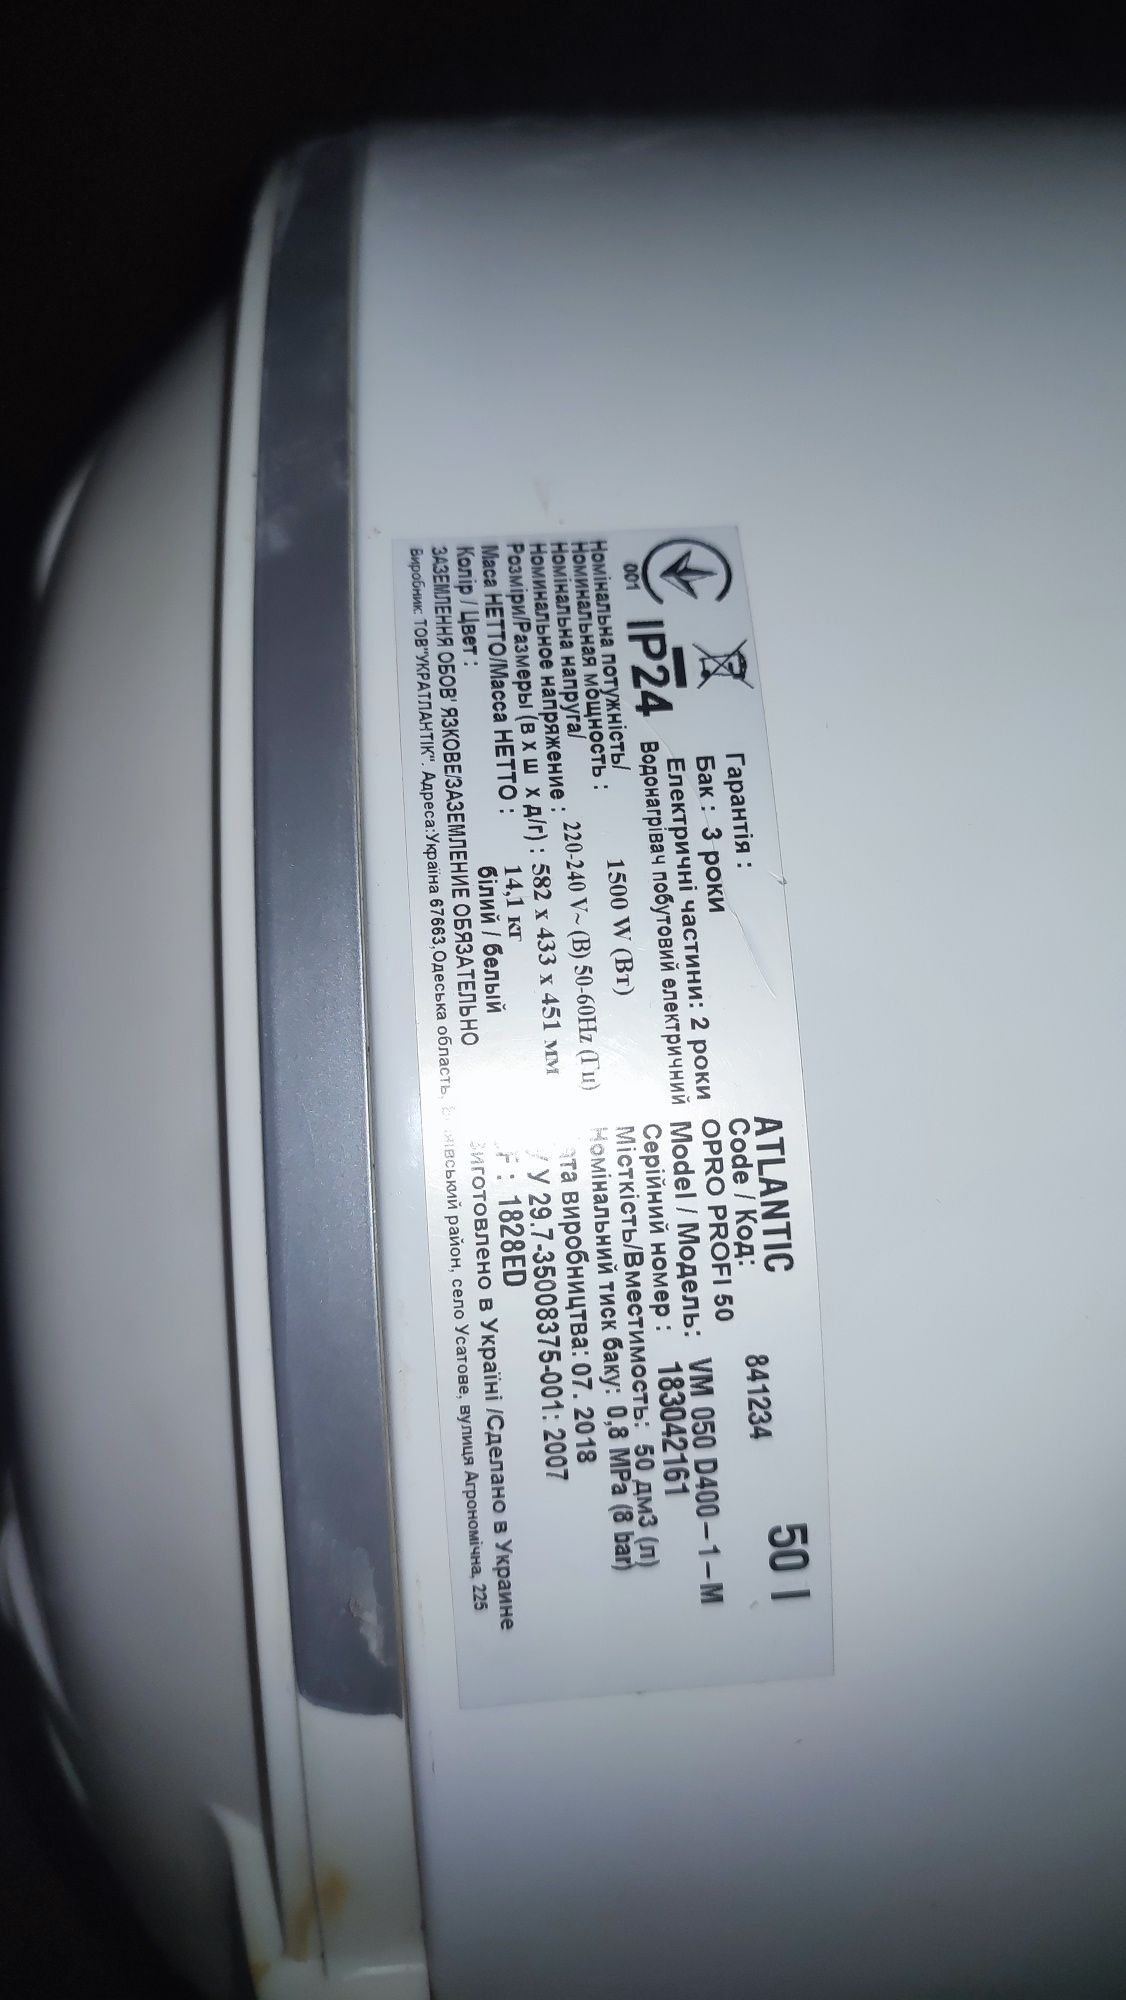 ATLANTIC 50 l
Code / Код: 841234
OPRO PROFI 50
Model / Модель: VM 050 D400-1-M
Серійний номер : 183042161
Місткість/Вместимость: 50 дм3 (л)
Номінальний тиск баку: 0,8 MPa (8 bar)
виробництва: 07. 2018
У 29.7-35008375-001: 2007
: 1828ED
виготовлено в Україні /Сделано в Украине
Гарантія :
Бак : 3 роки
Електричні частини: 2 роки
Водонагрівач побутовий електричний
001
IP24
Номінальна потужність/
Номинальная мощность : 1500 W (Вт)
Номінальна напруга/
Номинальное напряжение : 220-240 V~ (В) 50-60Hz (Гц)
Розміри/Размеры (в х ш х д/г) : 582 x 433 x 451 мм
Маса НЕТТО/Масса НЕТТО : 14,1 кг
Колір / Цвет : білий / белый
ЗАЗЕМЛЕННЯ ОБОВ' ЯЗКОВЕ/ЗАЗЕМЛЕНИЕ ОБЯЗАТЕЛЬНО
Виробник: ТОВ"УКРАТЛАНТІК". Адреса:Україна 67663,Одеська область, район, село Усатове, вулиця Агрономічна, 225